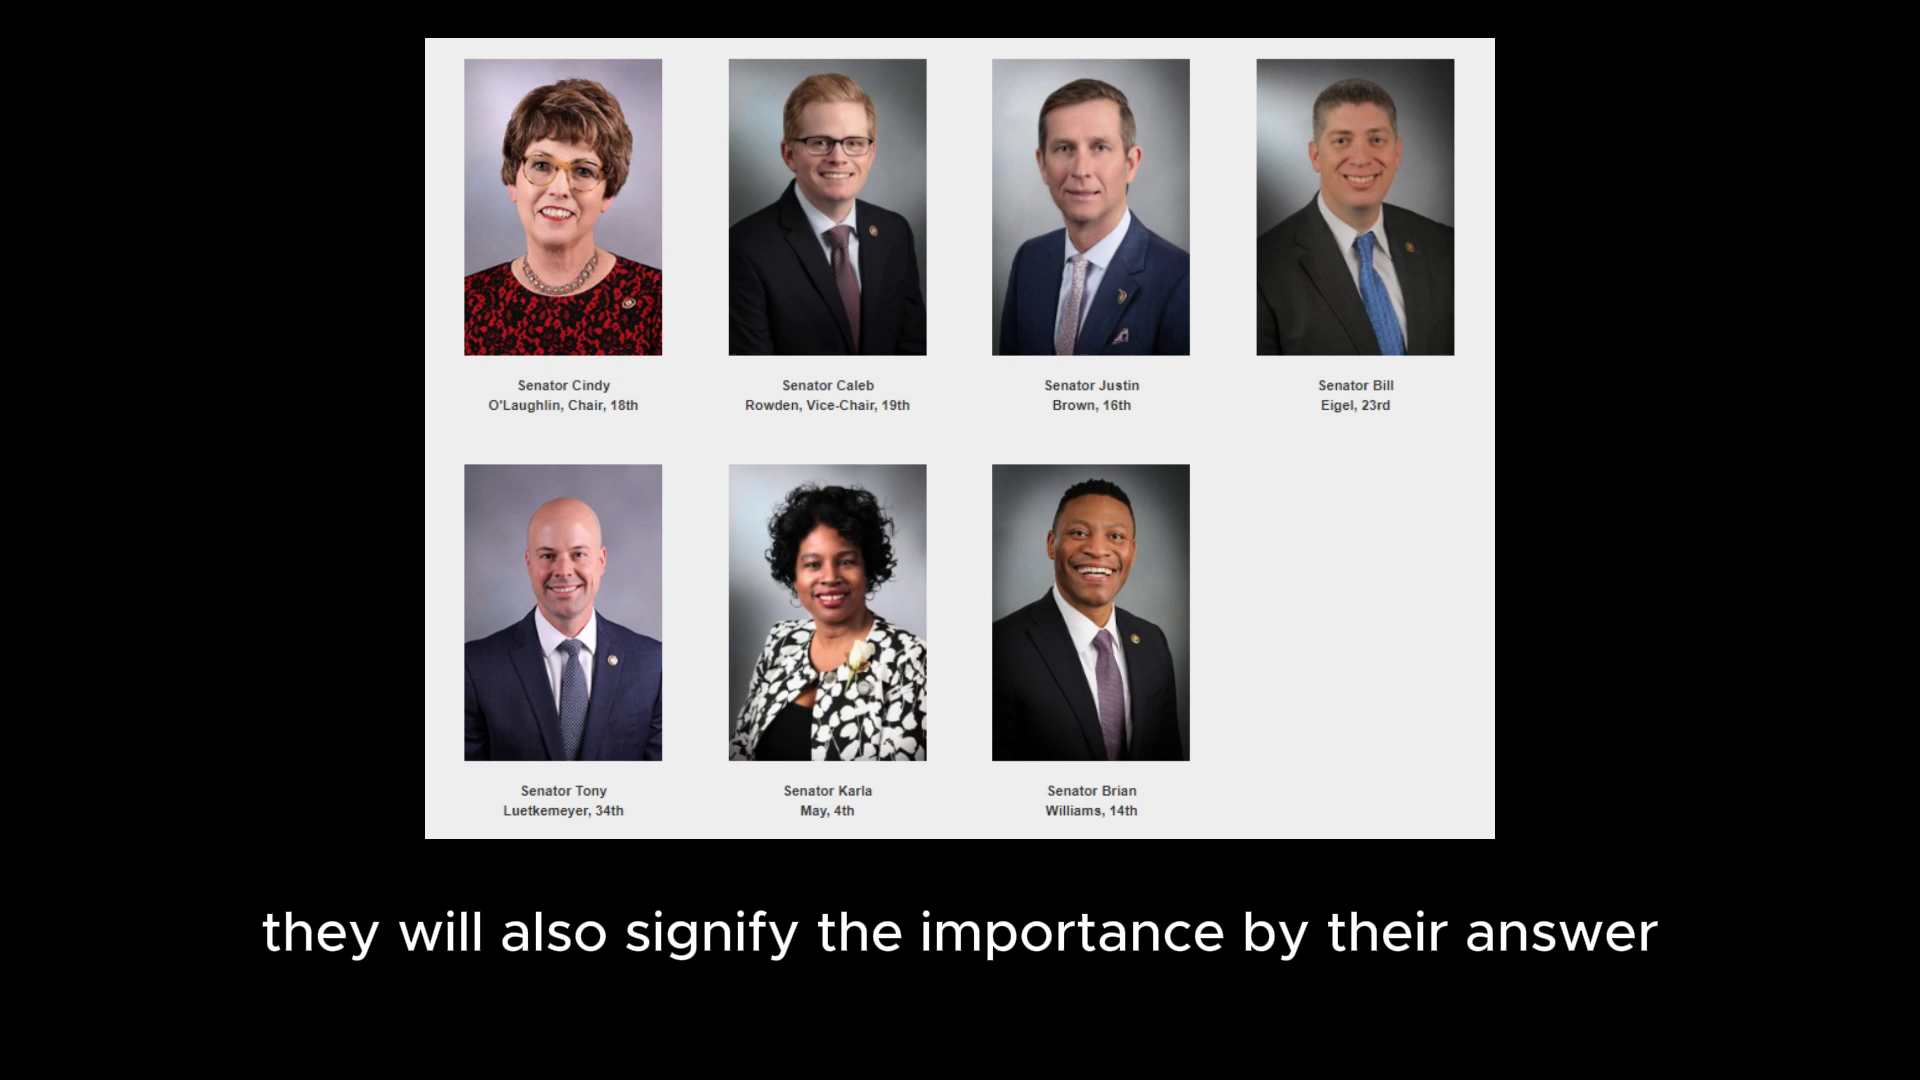 Senator Cindy
O'Laughlin, Chair, 18th
Senator Caleb
Rowden, Vice-Chair, 19th
Senator Justin
Brown, 16th
Senator Bill
Eigel, 23rd
Senator Tony
Luetkemeyer, 34th
Senator Karla
May, 4th
Senator Brian
Williams, 14th
they will also signify the importance by their answer